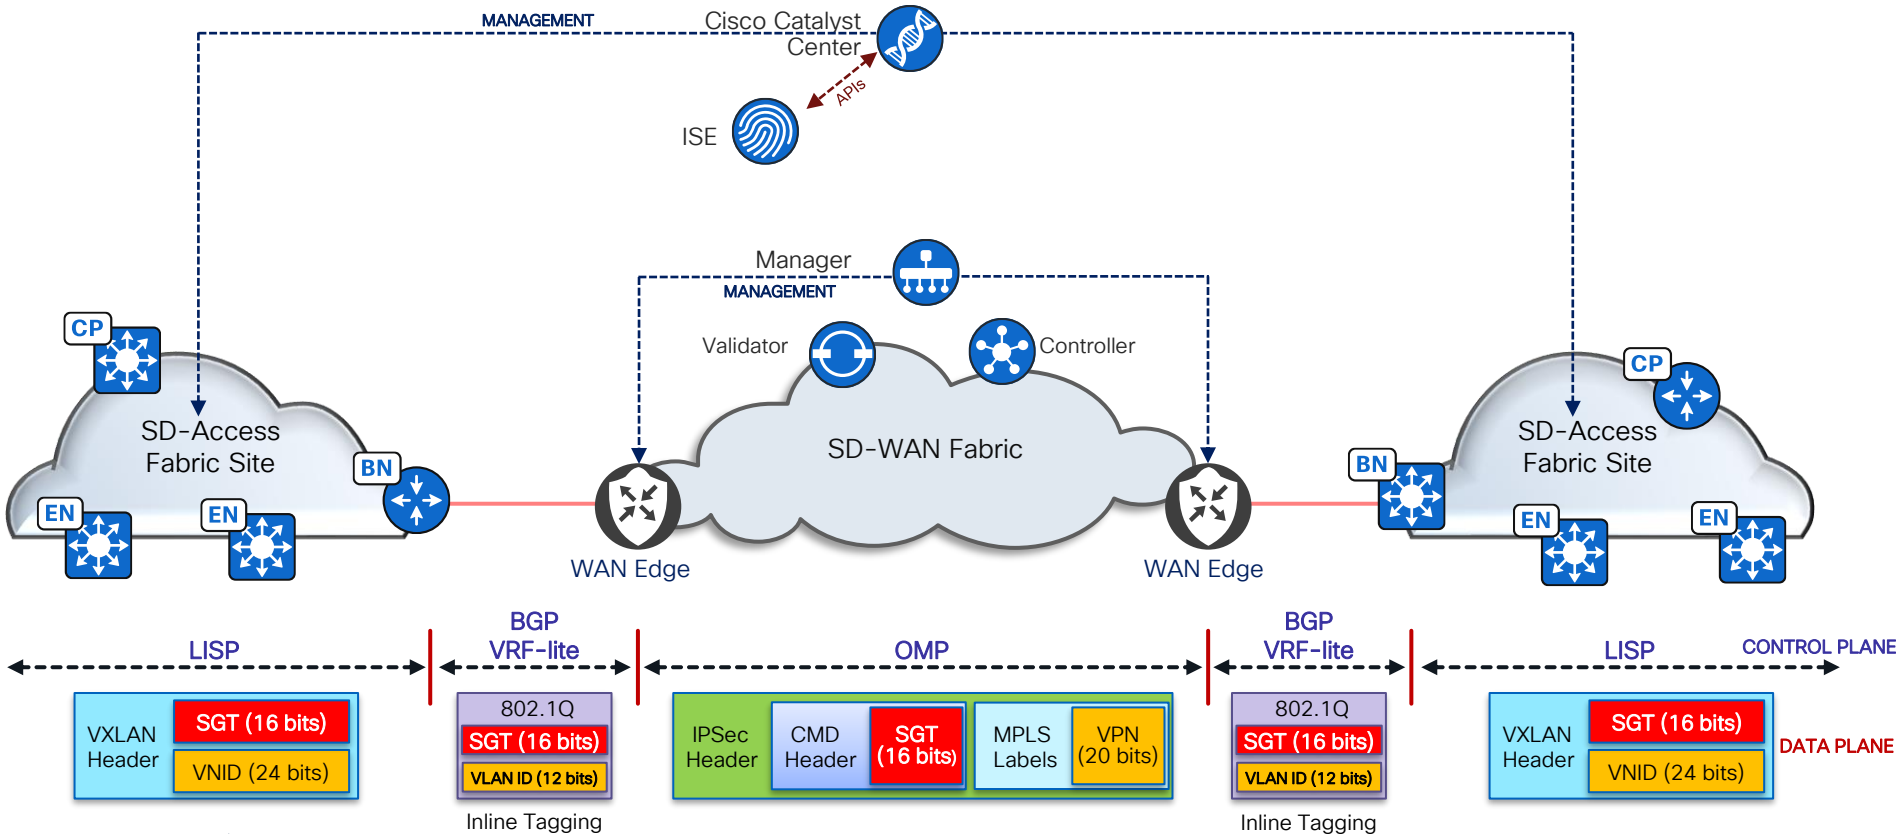 MANAGEMENT
Cisco Catalyst
Center
APIs
ISE
Manager
MANAGEMENT
Validator
Controller
CP
SD-Access
Fabric Site
BN
EN
EN
SD-WAN Fabric
WAN Edge
WAN Edge
CP
SD-Access
Fabric Site
BN
EN
EN
LISP
BGP
VRF-lite
OMP
BGP
VRF-lite
LISP
CONTROL PLANE
VXLAN
Header
SGT (16 bits)
VNID (24 bits)
802.1Q
SGT (16 bits)
VLAN ID (12 bits)
Inline Tagging
IPSec
Header
CMD
Header
SGT
(16 bits)
MPLS
Labels
VPN
(20 bits)
802.1Q
SGT (16 bits)
VLAN ID (12 bits)
Inline Tagging
VXLAN
Header
SGT (16 bits)
VNID (24 bits)
DATA PLANE